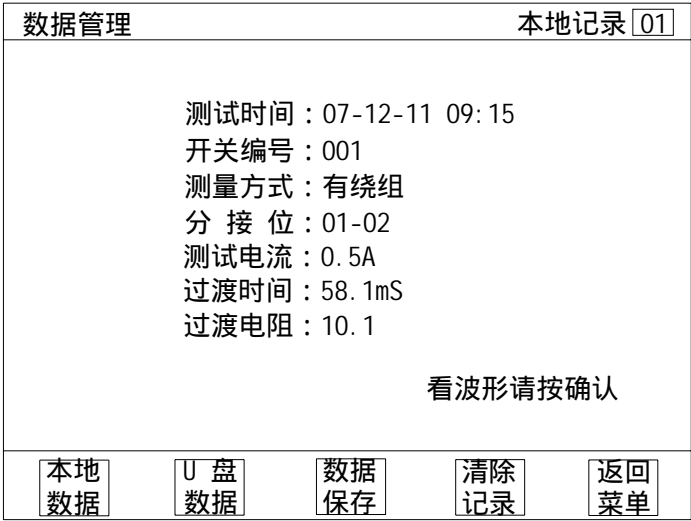 数据管理 本地记录 01
测试时间：07-12-11 09:15
开关编号：001
测量方式：有绕组
分 接 位：01-02
测试电流：0.5A
过渡时间：58.1mS
过渡电阻：10.1
看波形请按确认
本地 U 盘 数据 清除 返回
数据 数据 保存 记录 菜单